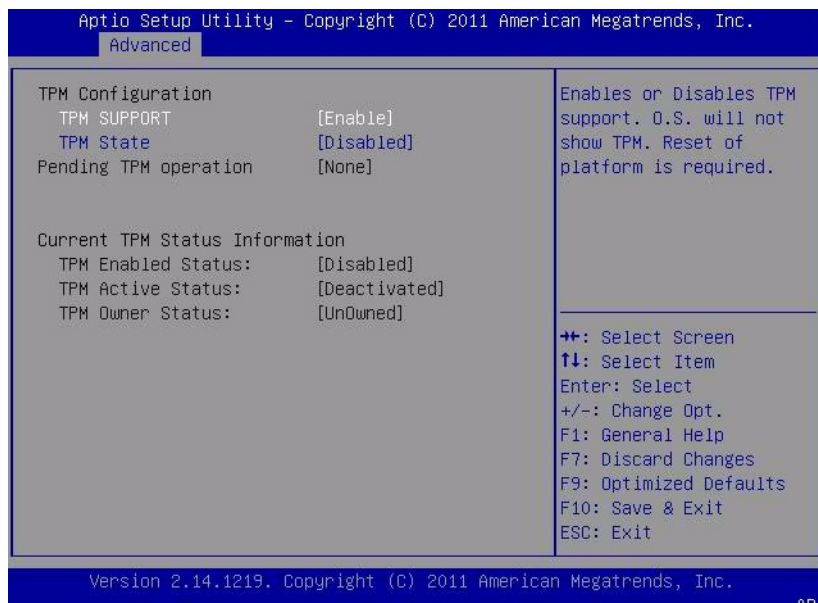 Aptio Setup Utility – Copyright (C) 2011 American Megatrends, Inc.
Advanced
TPM Configuration
TPM SUPPORT [Enable]
TPM State [Disabled]
Pending TPM operation [None]
Current TPM Status Information
TPM Enabled Status: [Disabled]
TPM Active Status: [Deactivated]
TPM Owner Status: [UnOwned]
Enables or Disables TPM
support. O.S. will not
show TPM. Reset of
platform is required.
→←: Select Screen
↑↓: Select Item
Enter: Select
+/-: Change Opt.
F1: General Help
F7: Discard Changes
F9: Optimized Defaults
F10: Save & Exit
ESC: Exit
Version 2.14.1219. Copyright (C) 2011 American Megatrends, Inc.